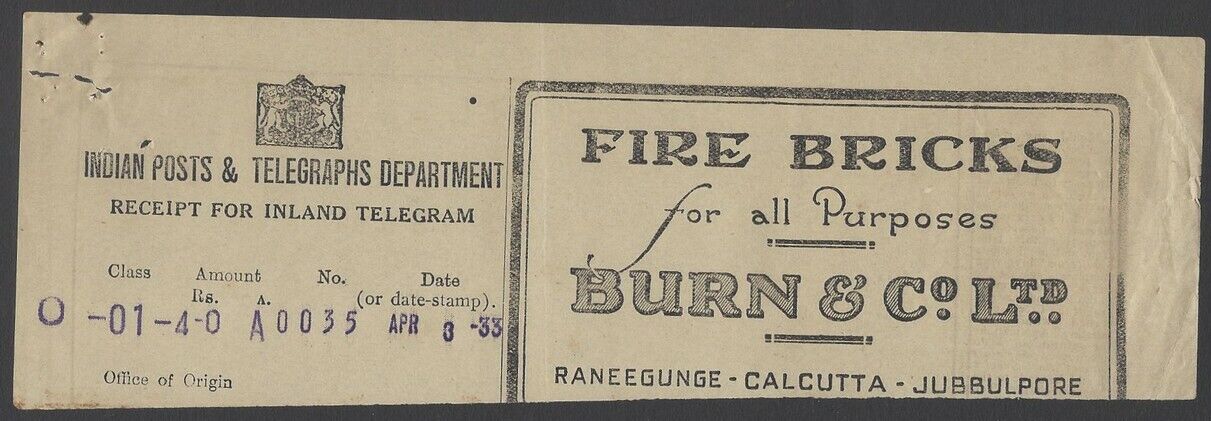 INDIAN POSTS & TELEGRAPHS DEPARTMENT
RECEIPT FOR INLAND TELEGRAM
Class Amount No. Date
Rs. A. (or date-stamp).
O -01-4-0 A0035 APR 3 -33
Office of Origin
FIRE BRICKS
for all Purposes
BURN & Co. LTD.
RANEEGUNGE - CALCUTTA - JUBBULPORE